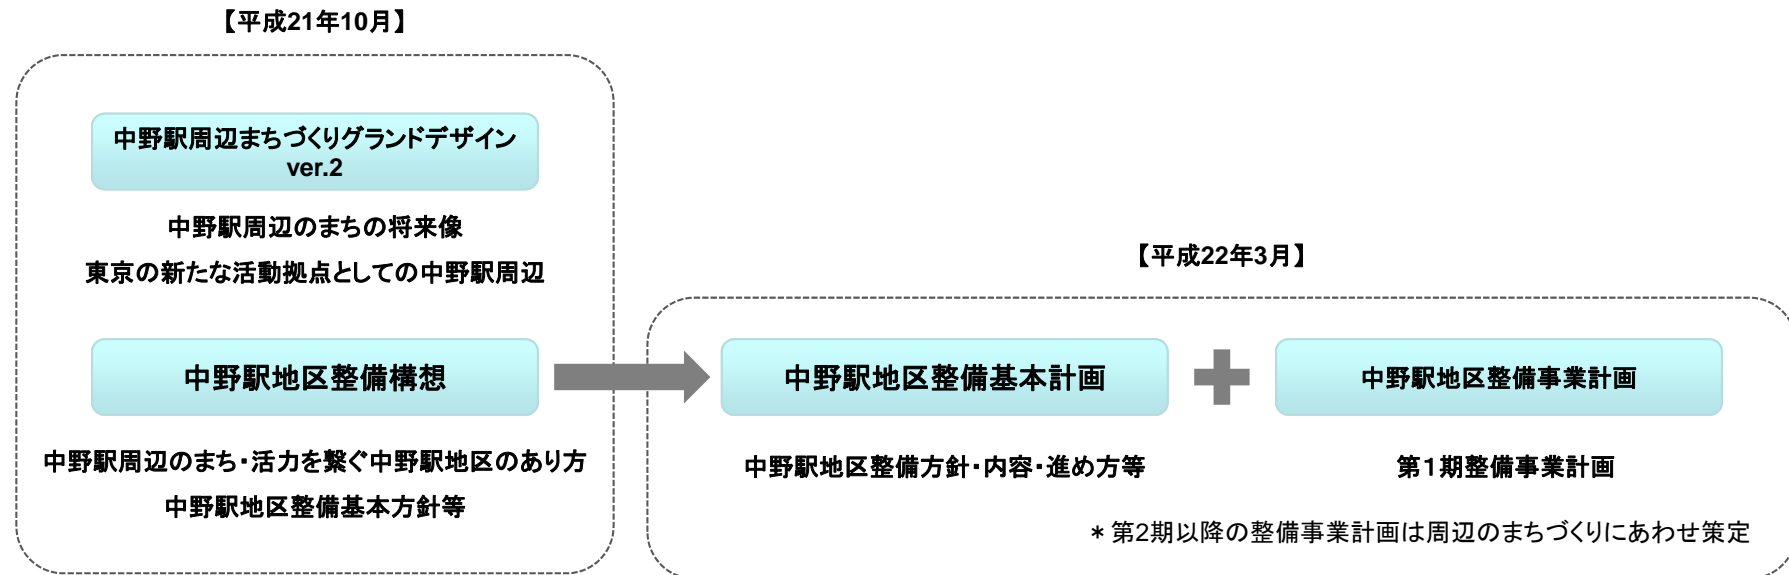 【平成21年10月】
中野駅周辺まちづくりグランドデザイン
ver.2
中野駅周辺のまちの将来像
東京の新たな活動拠点としての中野駅周辺
中野駅地区整備構想
中野駅周辺のまち・活力を繋ぐ中野駅地区のあり方
中野駅地区整備基本方針等
【平成22年3月】
中野駅地区整備基本計画
中野駅地区整備方針・内容・進め方等
中野駅地区整備事業計画
第1期整備事業計画
＊第2期以降の整備事業計画は周辺のまちづくりにあわせ策定